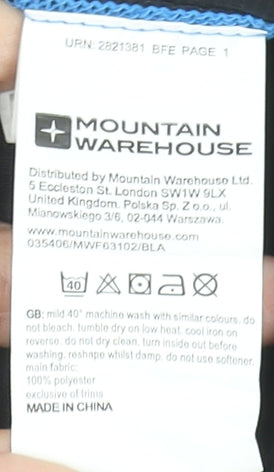 URN: 2821381 BFE PAGE 1
MOUNTAIN
WAREHOUSE
Distributed by Mountain Warehouse Ltd.
5 Eccleston St. London SW1W 9LX
United Kingdom. Polska Sp. Z o.o., ul.
Mianowskiego 3/6, 02-044 Warszawa.
www.mountainwarehouse.com
035406/MWF63102/BLA
40
GB: mild 40° machine wash with similar colours. do
not bleach. tumble dry on low heat. cool iron on
reverse. do not dry clean. turn inside out before
washing. reshape whilst damp. do not use softener.
main fabric:
100% polyester
exclusive of trims
MADE IN CHINA